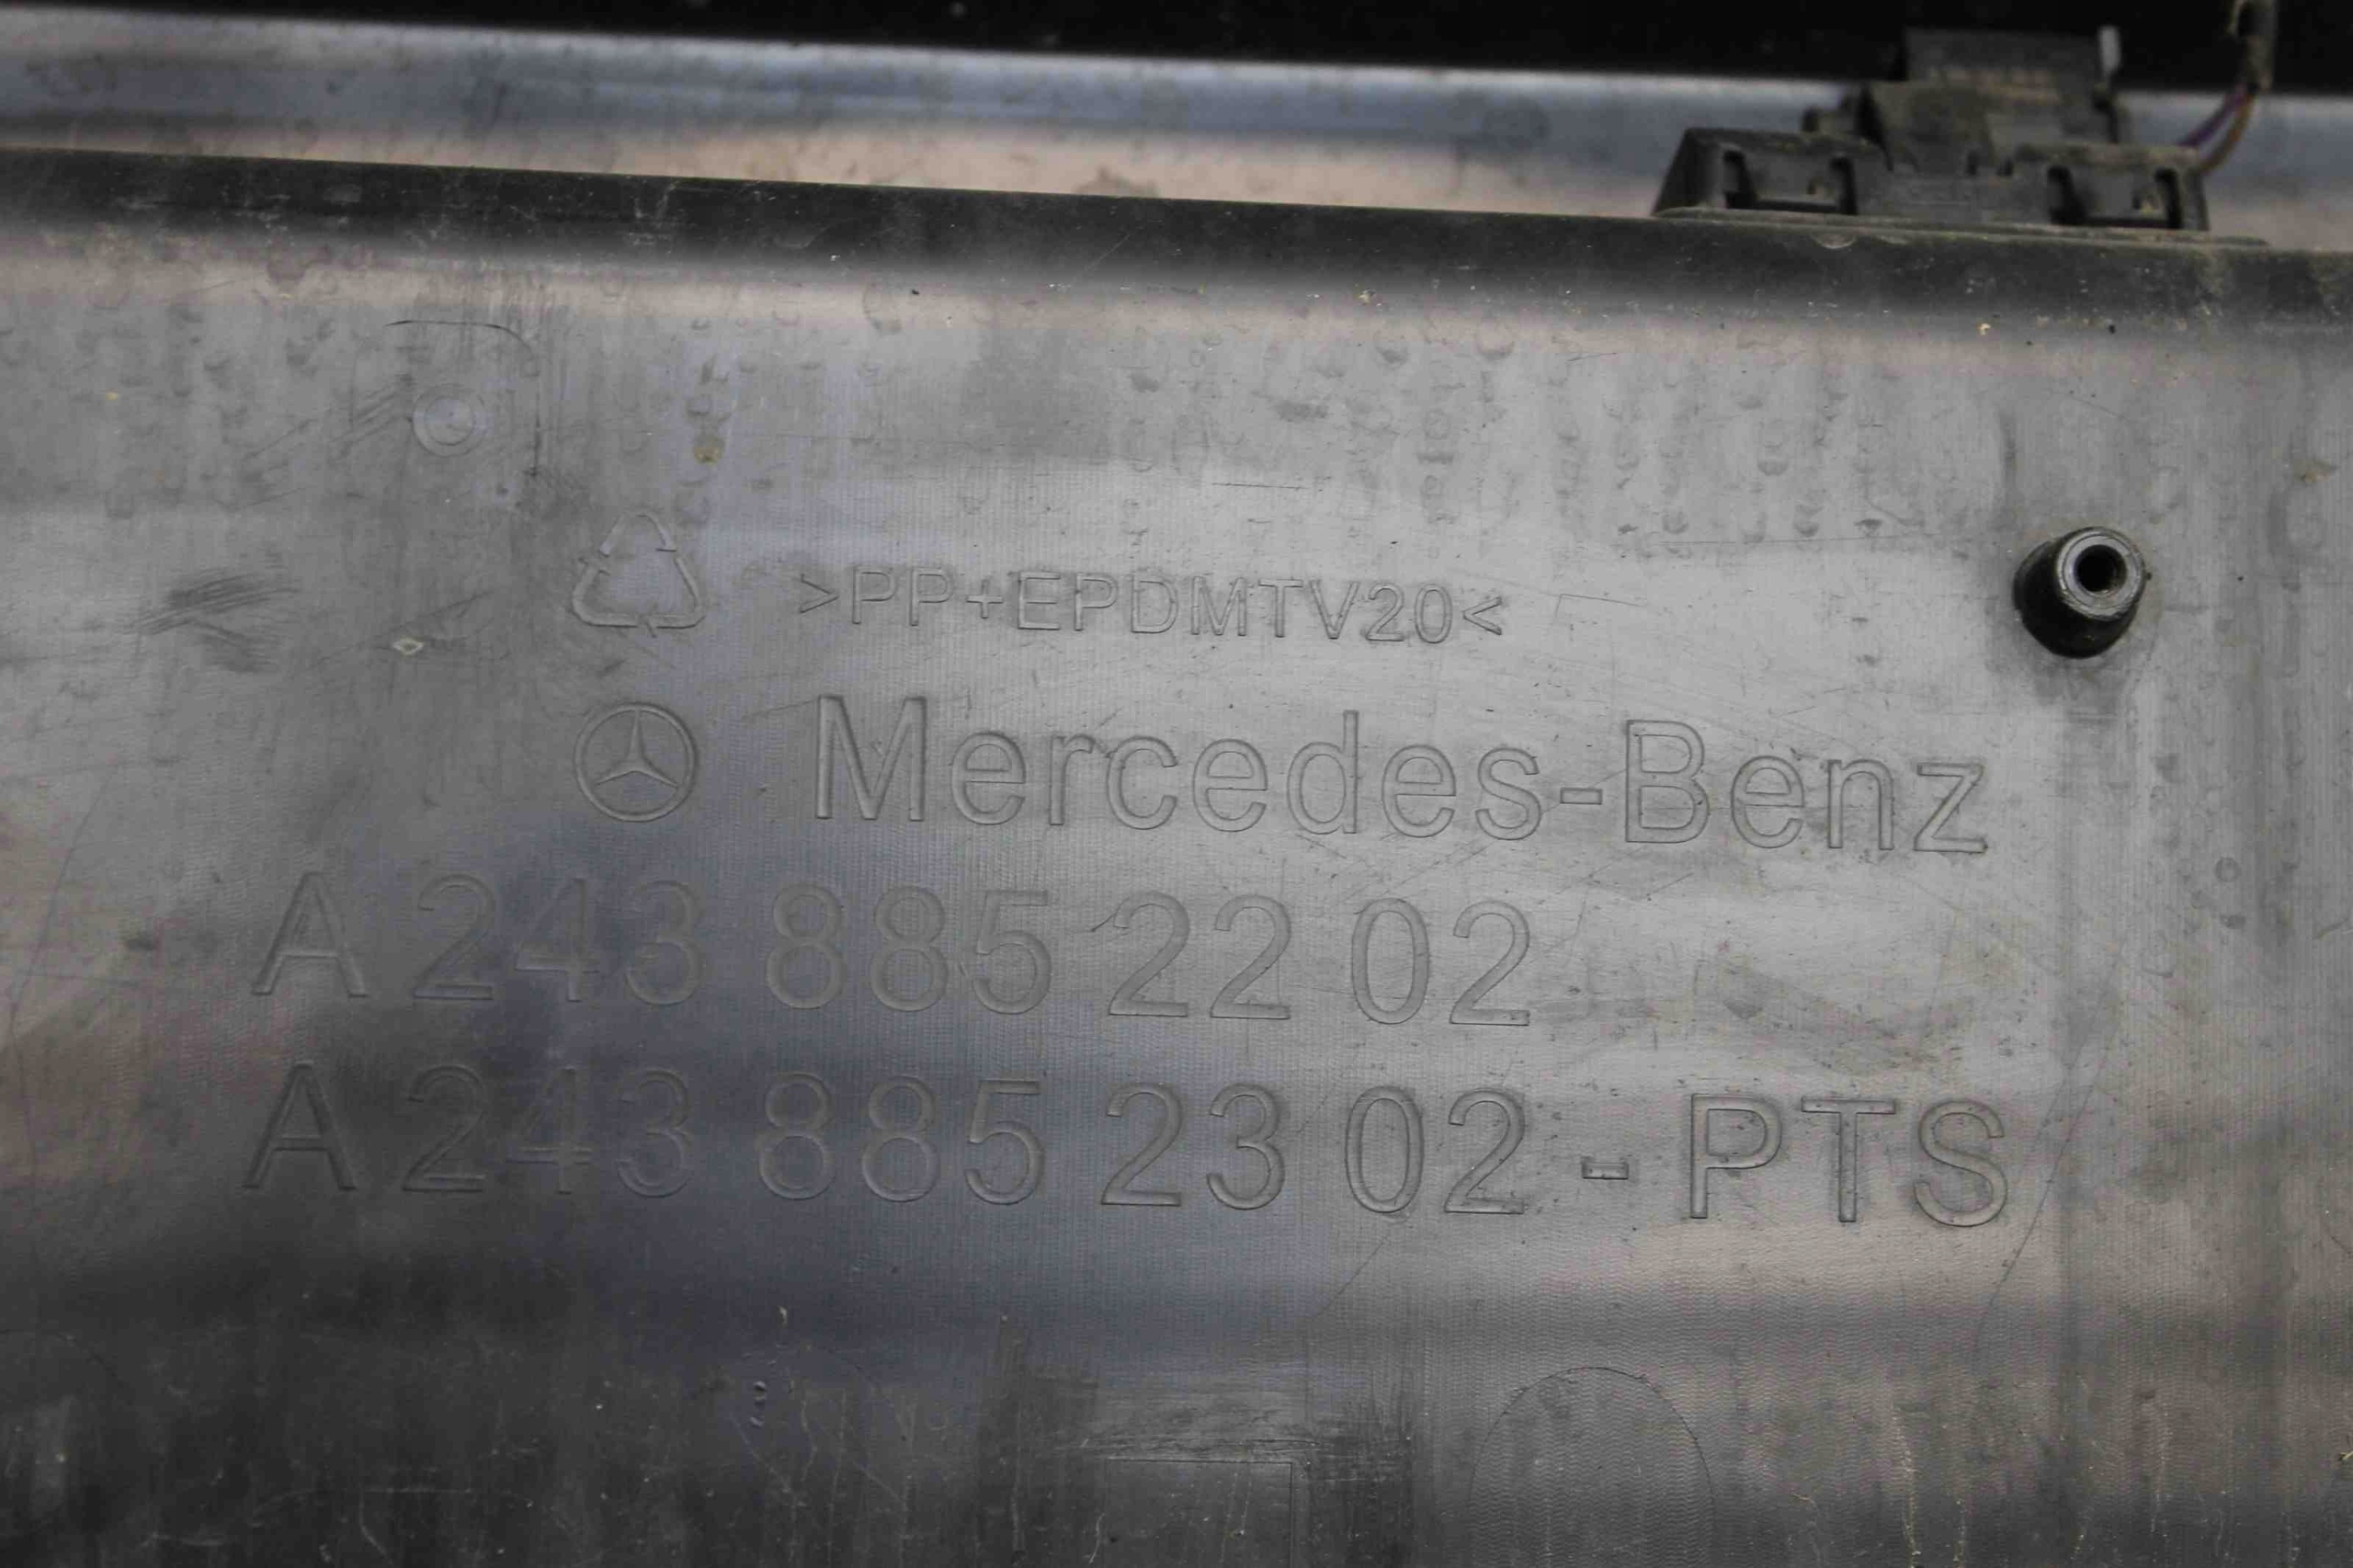 >PP+EPDMTV20<
Mercedes-Benz
A 243 885 22 02
A 243 885 23 02 - PTS